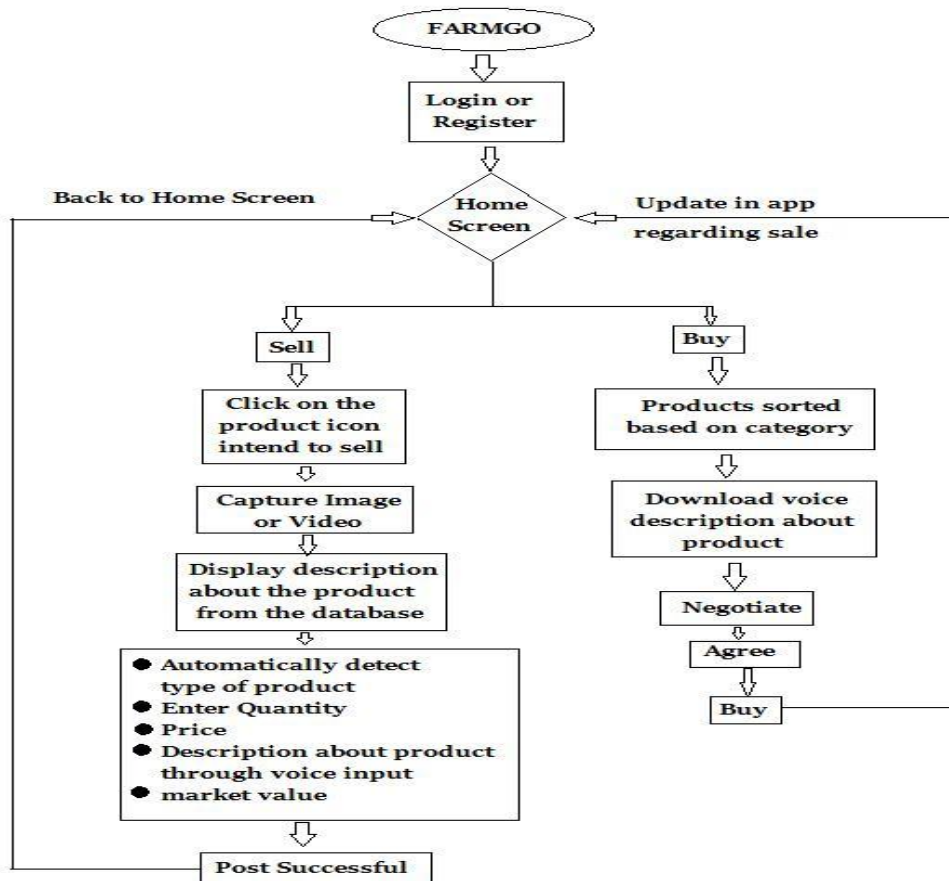 FARMGO
Login or
Register
Back to Home Screen
Home
Screen
Update in app
regarding sale
Sell
Click on the
product icon
intend to sell
Capture Image
or Video
Display description
about the product
from the database
● Automatically detect
type of product
● Enter Quantity
● Price
● Description about product
through voice input
● market value
Post Successful
Buy
Products sorted
based on category
Download voice
description about
product
Negotiate
Agree
Buy